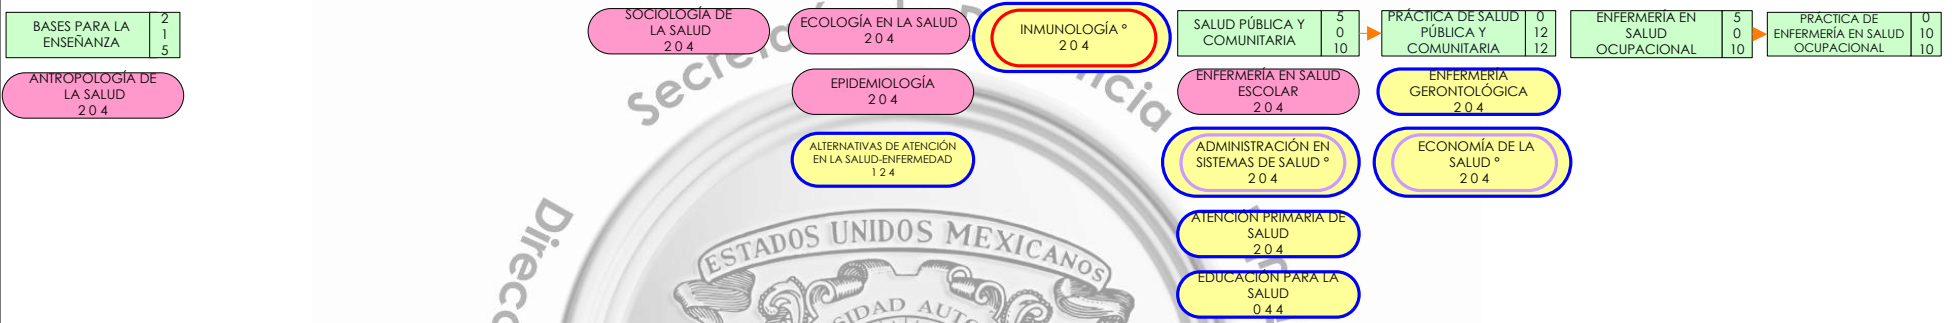 BASES PARA LA
ENSEÑANZA
2
1
5
ANTROPOLOGÍA DE
LA SALUD
2 0 4
SOCIOLOGÍA DE
LA SALUD
2 0 4
ECOLOGÍA EN LA SALUD
2 0 4
EPIDEMIOLOGÍA
2 0 4
ALTERNATIVAS DE ATENCIÓN
EN LA SALUD-ENFERMEDAD
1 2 4
INMUNOLOGÍA º
2 0 4
SALUD PÚBLICA Y
COMUNITARIA
5
0
10
ENFERMERÍA EN SALUD
ESCOLAR
2 0 4
ADMINISTRACIÓN EN
SISTEMAS DE SALUD º
2 0 4
ATENCIÓN PRIMARIA DE
SALUD
2 0 4
EDUCACIÓN PARA LA
SALUD
0 4 4
PRÁCTICA DE SALUD
PÚBLICA Y
COMUNITARIA
0
12
12
ENFERMERÍA
GERONTOLÓGICA
2 0 4
ECONOMÍA DE LA
SALUD º
2 0 4
ENFERMERÍA EN
SALUD
OCUPACIONAL
5
0
10
PRÁCTICA DE
ENFERMERÍA EN SALUD
OCUPACIONAL
0
10
10
ESTADOS UNIDOS MEXICANOS